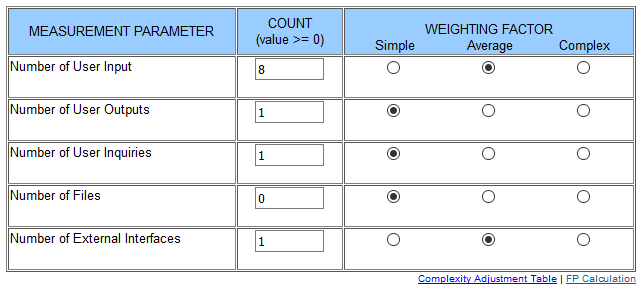 MEASUREMENT PARAMETER
COUNT
(value >= 0)
WEIGHTING FACTOR
Simple Average Complex
Number of User Input 8
Number of User Outputs 1
Number of User Inquiries 1
Number of Files 0
Number of External Interfaces 1
Complexity Adjustment Table | FP Calculation